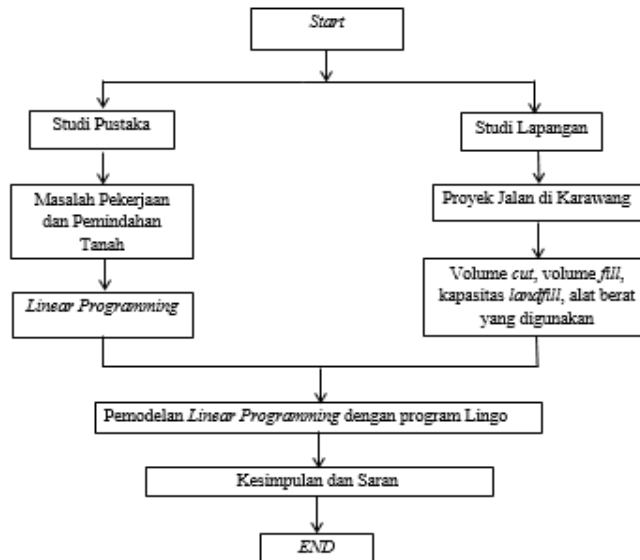 Start
Studi Pustaka
Studi Lapangan
Masalah Pekerjaan
dan Pemindahan
Tanah
Proyek Jalan di Karawang
Linear Programming
Volume cut, volume fill,
kapasitas landfill, alat berat
yang digunakan
Pemodelan Linear Programming dengan program Lingo
Kesimpulan dan Saran
END